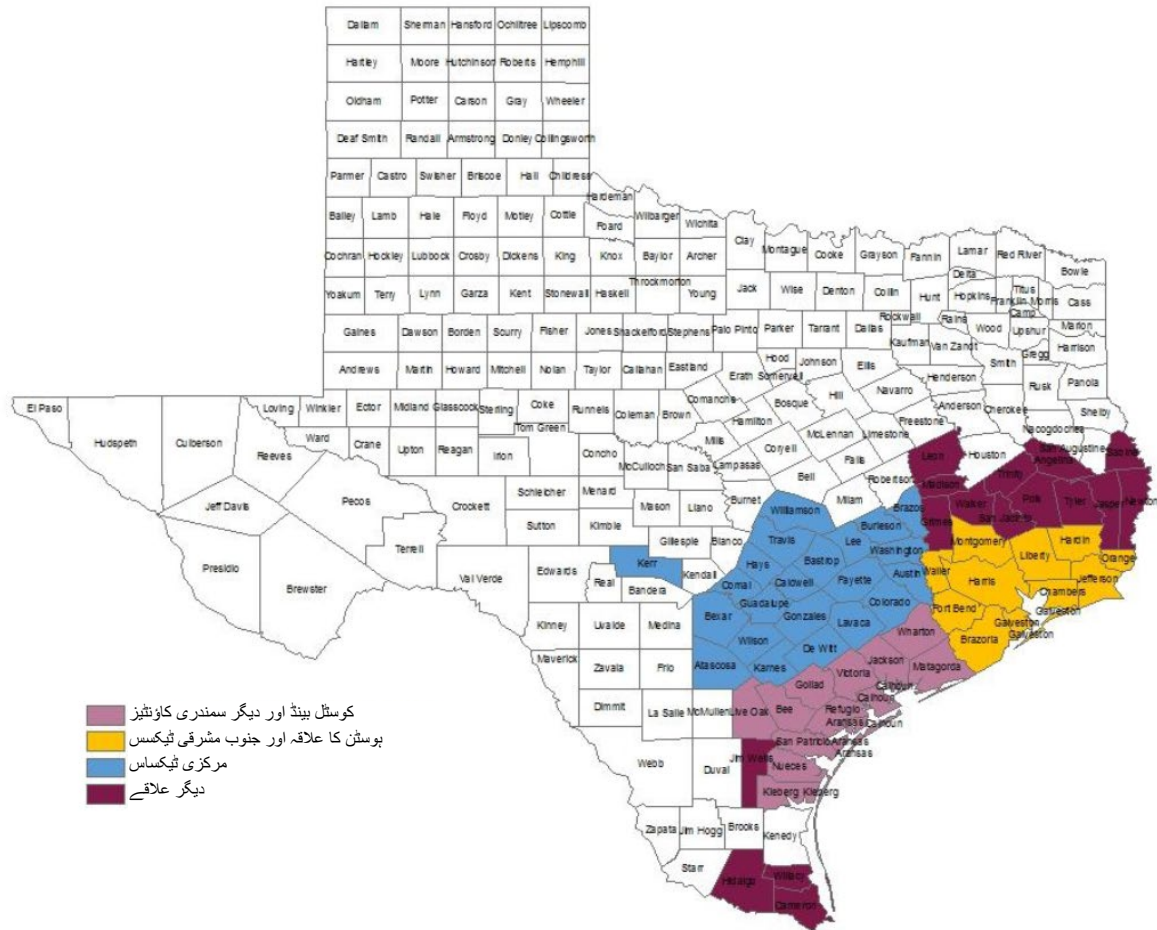 Dallam Sherman Hansford Ochiltree Lipscomb
Hartley Moore Hutchinson Roberts Hemphill
Oldham Potter Carson Gray Wheeler
Deaf Smith Randall Armstrong Donley Collingsworth
Parmer Castro Swisher Briscoe Hall Childress
Hardeman
Bailey Lamb Hale Floyd Motley Cottle Foard Wilbarger Wichita
Clay Montague Cooke Grayson Fannin Lamar Red River Bowie
Cochran Hockley Lubbock Crosby Dickens King Knox Baylor Archer
Delta Titus
Yoakum Terry Lynn Garza Kent Stonewall Haskell Throckmorton Young Jack Wise Denton Collin Hunt Hopkins Franklin Morris Cass
Rockwall Rains Camp
Gaines Dawson Borden Scurry Fisher Jones Shackelford Stephens Palo Pinto Parker Tarrant Dallas Kaufman Van Zandt Wood Upshur Marion
Gregg Harrison
Andrews Martin Howard Mitchell Nolan Taylor Callahan Eastland Erath Hood Somervell Johnson Ellis Henderson Smith Rusk Panola
El Paso Hudspeth Culberson Loving Winkler Ector Midland Glasscock Sterling Coke Runnels Coleman Brown Comanche Bosque Hill Navarro Anderson Cherokee Shelby
Nacogdoches
Reeves Ward Crane Upton Reagan Irion Tom Green Concho McCulloch San Saba Mills Hamilton Coryell McLennan Limestone Freestone Leon Houston Angelina San Augustine Sabine
Lampasas Bell Falls Robertson Madison Trinity
Jeff Davis Pecos Crockett Schleicher Menard Mason Llano Burnet Milam Brazos Walker Polk Tyler Jasper Newton
Williamson Burleson Grimes San Jacinto
Presidio Brewster Terrell Sutton Kimble Gillespie Blanco Travis Lee Washington Montgomery Liberty Hardin Orange
Val Verde Edwards Kerr Real Bandera Kendall Hays Bastrop Fayette Austin Waller Harris Chambers Jefferson
Comal Caldwell Colorado Galveston
Kinney Uvalde Medina Bexar Guadalupe Gonzales Lavaca Fort Bend Galveston
Galveston
Wilson Wharton Brazoria
Maverick Zavala Frio Atascosa Karnes De Witt Jackson Matagorda
Victoria
Goliad Calhoun
Dimmit La Salle McMullen Live Oak Bee Refugio Calhoun
Aransas Calhoun
Webb Duval Jim Wells San Patricio Aransas
Aransas
Nueces
Kleberg Kleberg
Zapata Jim Hogg Brooks Kenedy
Starr Hidalgo Willacy
Cameron
کوسٹل بینڈ اور دیگر سمندری کاؤنٹیز
ہوسٹن کا علاقہ اور جنوب مشرقی ٹیکسس
مرکزی ٹیکساس
دیگر علاقے